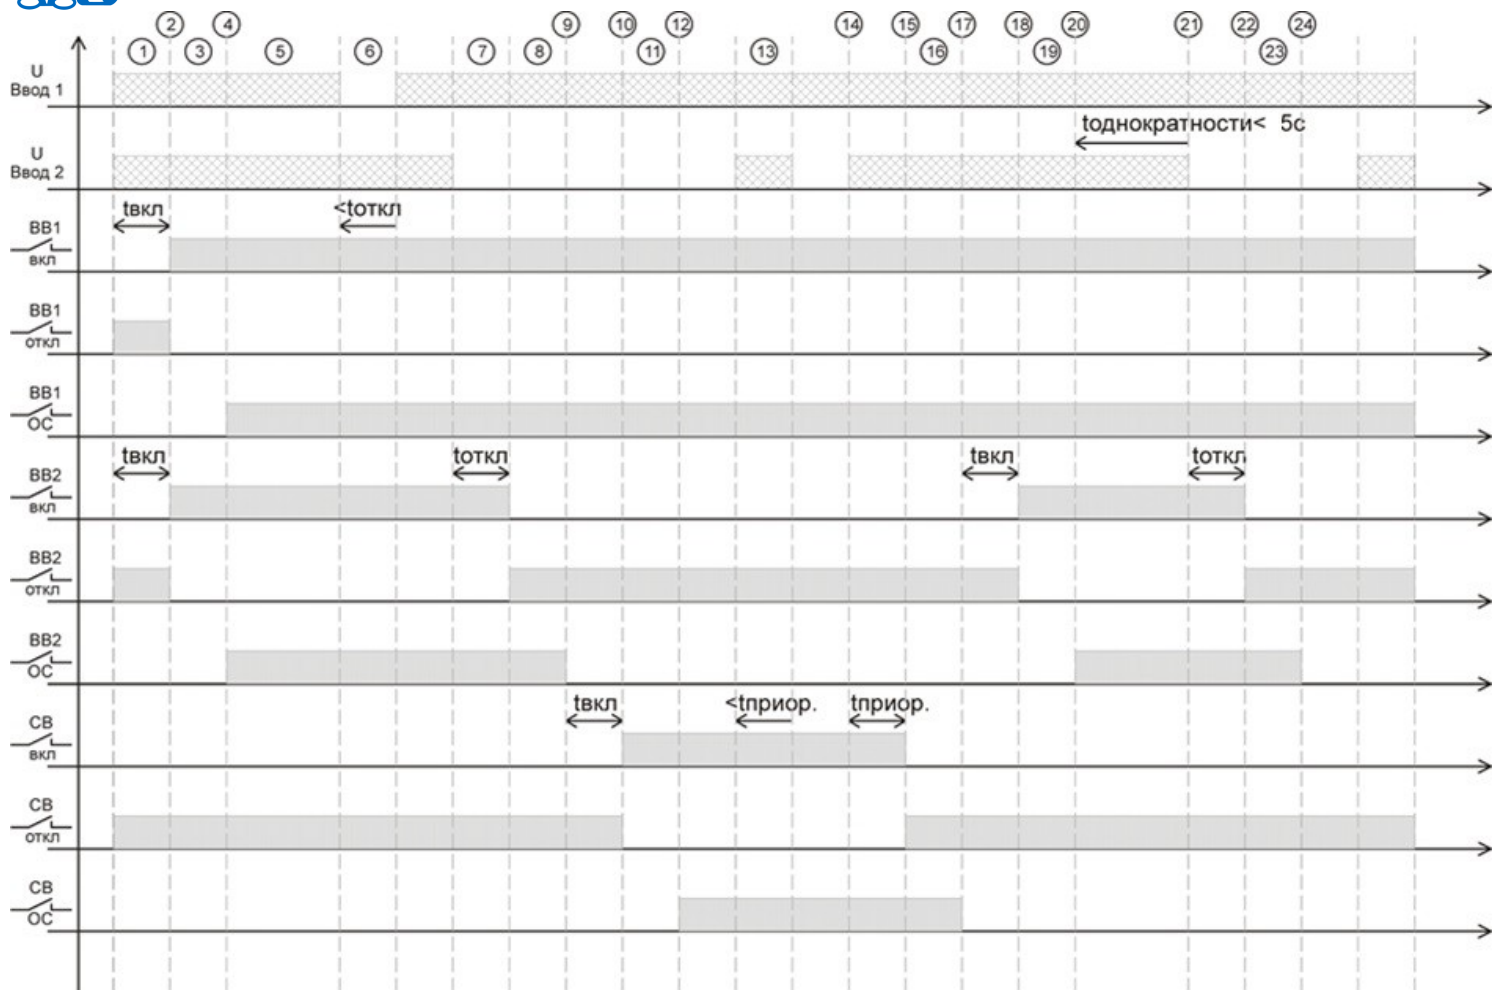 2 4 9 10 12 14 15 17 18 20 21 22 24
1 3 5 6 7 8 11 13 16 19 23
U
Ввод 1
tоднократности< 5с
U
Ввод 2
tвкл <tоткл
ВВ1
вкл
ВВ1
откл
ВВ1
ОС
tвкл tоткл tвкл tоткл
ВВ2
вкл
ВВ2
откл
ВВ2
ОС
tвкл <tприор. tприор.
СВ
вкл
СВ
откл
СВ
ОС